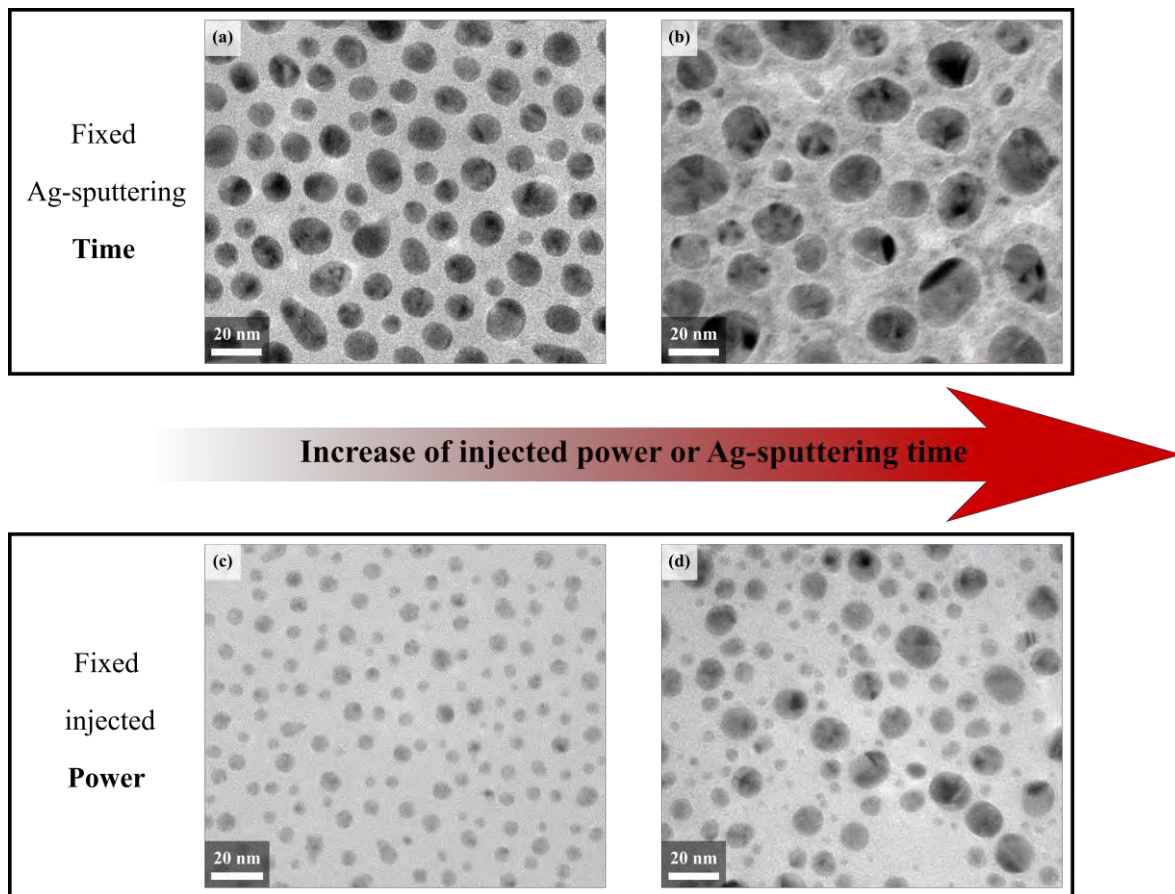 (a)
(b)
Fixed
Ag-sputtering
Time
20 nm
20 nm
Increase of injected power or Ag-sputtering time
(c)
(d)
Fixed
injected
Power
20 nm
20 nm